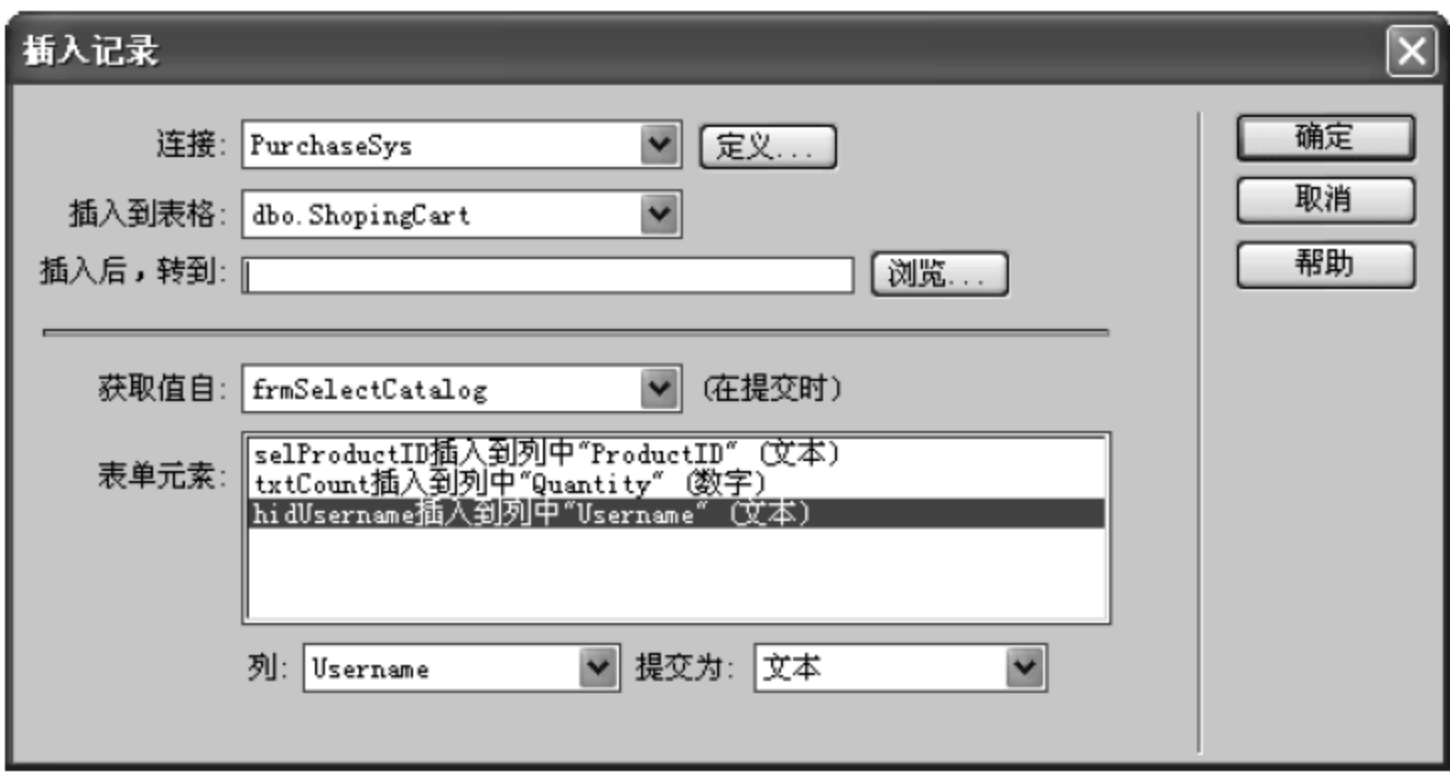 插入记录
连接: PurchaseSys 定义... 确定
插入到表格: dbo.ShopingCart 取消
插入后，转到: 浏览... 帮助
获取值自: frmSelectCatalog (在提交时)
表单元素: selProductID插入到列中"ProductID" (文本)
txtCount插入到列中"Quantity" (数字)
hidUsername插入到列中"Username" (文本)
列: Username 提交为: 文本